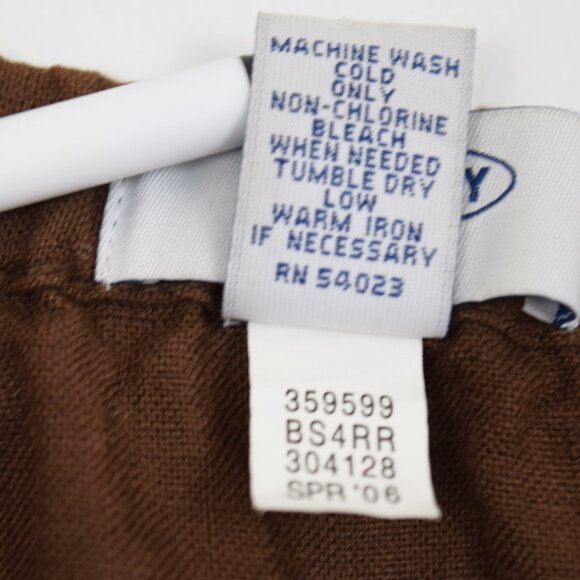 MACHINE WASH
COLD
ONLY
NON-CHLORINE
BLEACH
WHEN NEEDED
TUMBLE DRY
LOW
WARM IRON
IF NECESSARY
RN 54023
Y
359599
BS4RR
304128
SPR '06